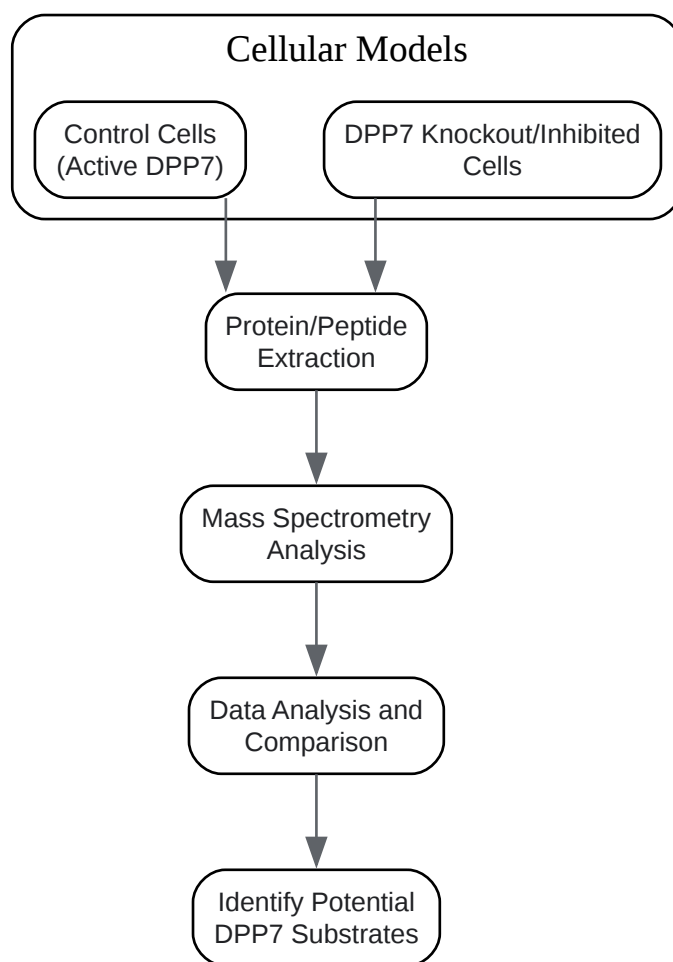 Cellular Models
Control Cells
(Active DPP7)
DPP7 Knockout/Inhibited
Cells
Protein/Peptide
Extraction
Mass Spectrometry
Analysis
Data Analysis and
Comparison
Identify Potential
DPP7 Substrates